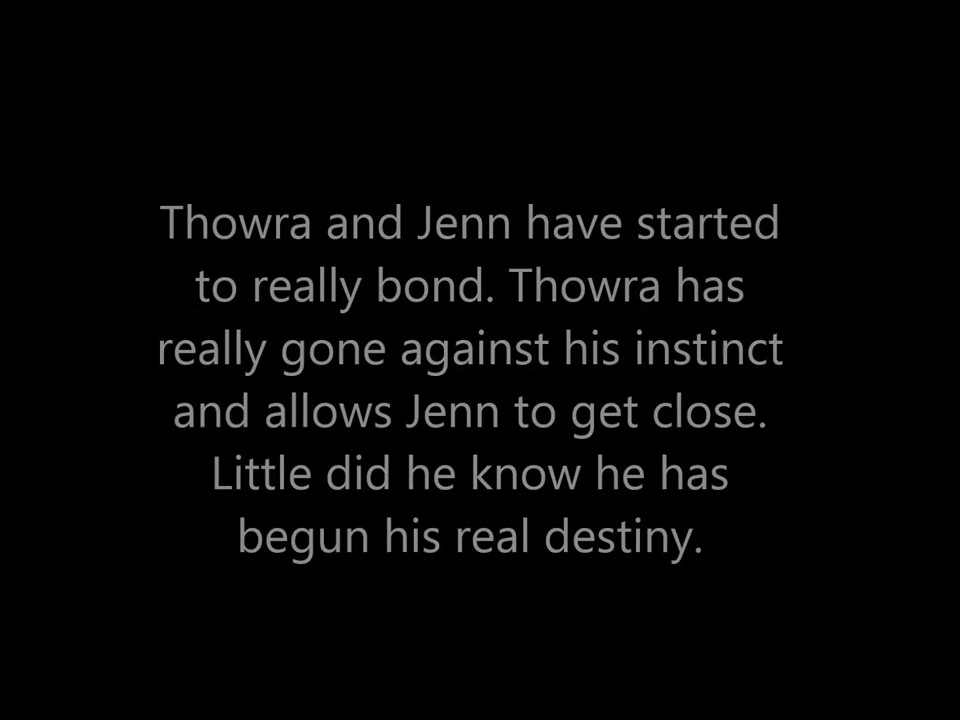 Thowra and Jenn have started
to really bond. Thowra has
really gone against his instinct
and allows Jenn to get close.
Little did he know he has
begun his real destiny.